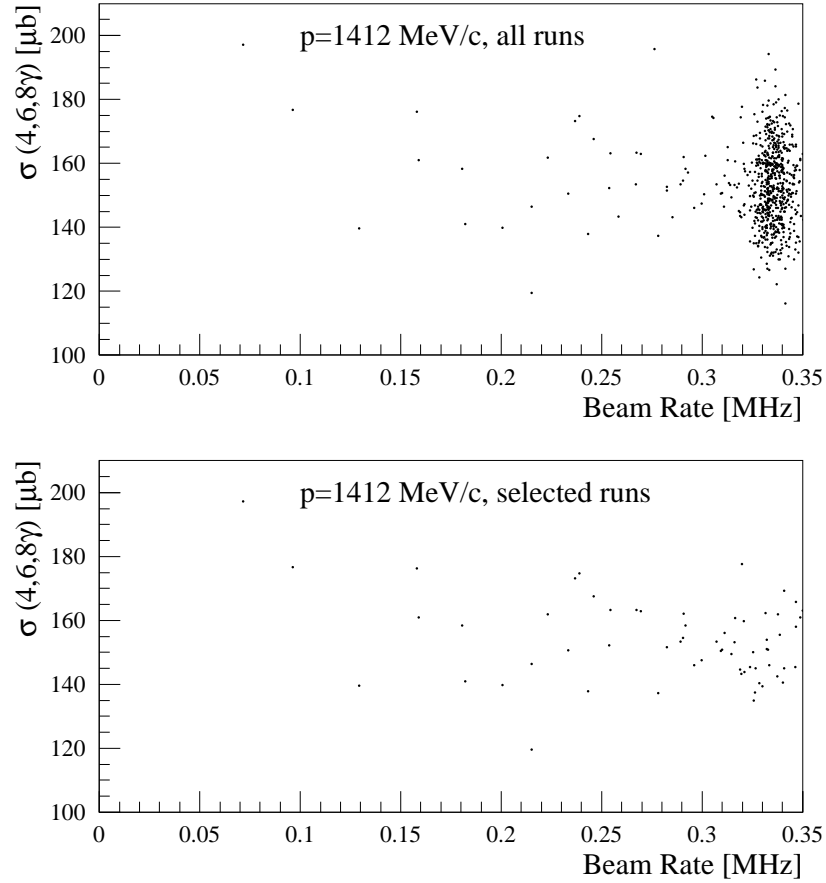 p=1412 MeV/c, all runs
σ (4,6,8γ) [μb]
200
180
160
140
120
100
0 0.05 0.1 0.15 0.2 0.25 0.3 0.35
Beam Rate [MHz]
p=1412 MeV/c, selected runs
σ (4,6,8γ) [μb]
200
180
160
140
120
100
0 0.05 0.1 0.15 0.2 0.25 0.3 0.35
Beam Rate [MHz]